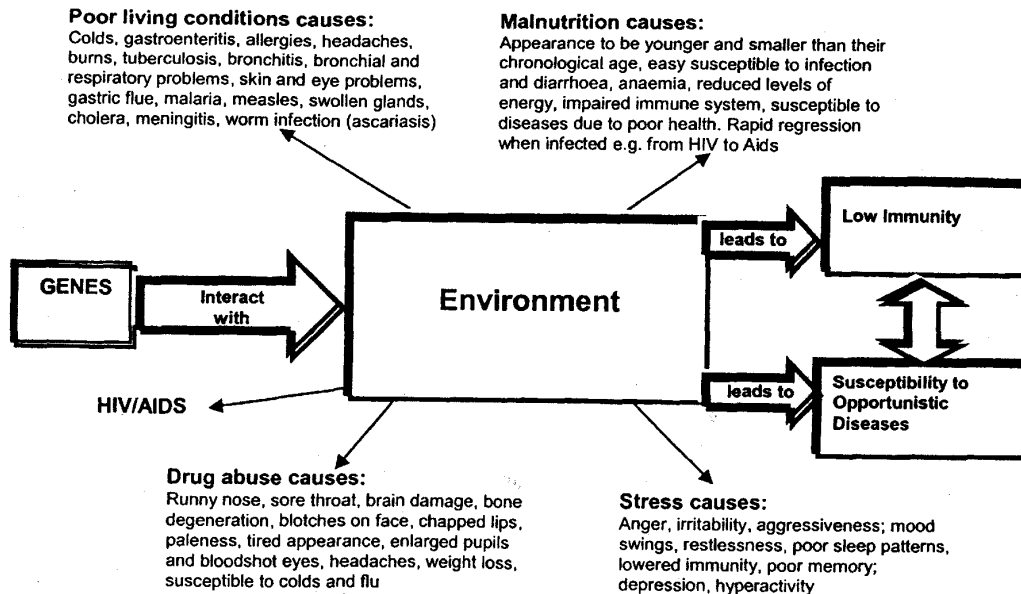 Poor living conditions causes:
Colds, gastroenteritis, allergies, headaches,
burns, tuberculosis, bronchitis, bronchial and
respiratory problems, skin and eye problems,
gastric flue, malaria, measles, swollen glands,
cholera, meningitis, worm infection (ascariasis)
Malnutrition causes:
Appearance to be younger and smaller than their
chronological age, easy susceptible to infection
and diarrhoea, anaemia, reduced levels of
energy, impaired immune system, susceptible to
diseases due to poor health. Rapid regression
when infected e.g. from HIV to Aids
GENES
Interact
with
Environment
leads to
Low Immunity
leads to
Susceptibility to
Opportunistic
Diseases
HIV/AIDS
Drug abuse causes:
Runny nose, sore throat, brain damage, bone
degeneration, blotches on face, chapped lips,
paleness, tired appearance, enlarged pupils
and bloodshot eyes, headaches, weight loss,
susceptible to colds and flu
Stress causes:
Anger, irritability, aggressiveness; mood
swings, restlessness, poor sleep patterns,
lowered immunity, poor memory;
depression, hyperactivity